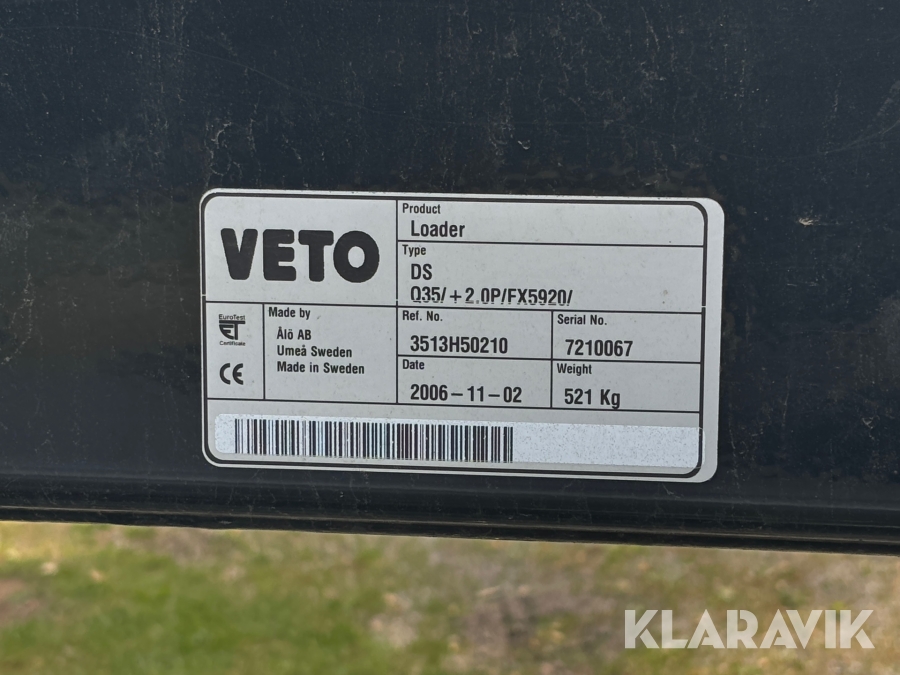 VETO
Product
Loader
Type
DS
Q35/+2.0P/FX5920/
EuroTest
ET
Certificate
CE
Made by
Ålö AB
Umeå Sweden
Made in Sweden
Ref. No.
3513H50210
Serial No.
7210067
Date
2006-11-02
Weight
521 Kg
KLARAVIK